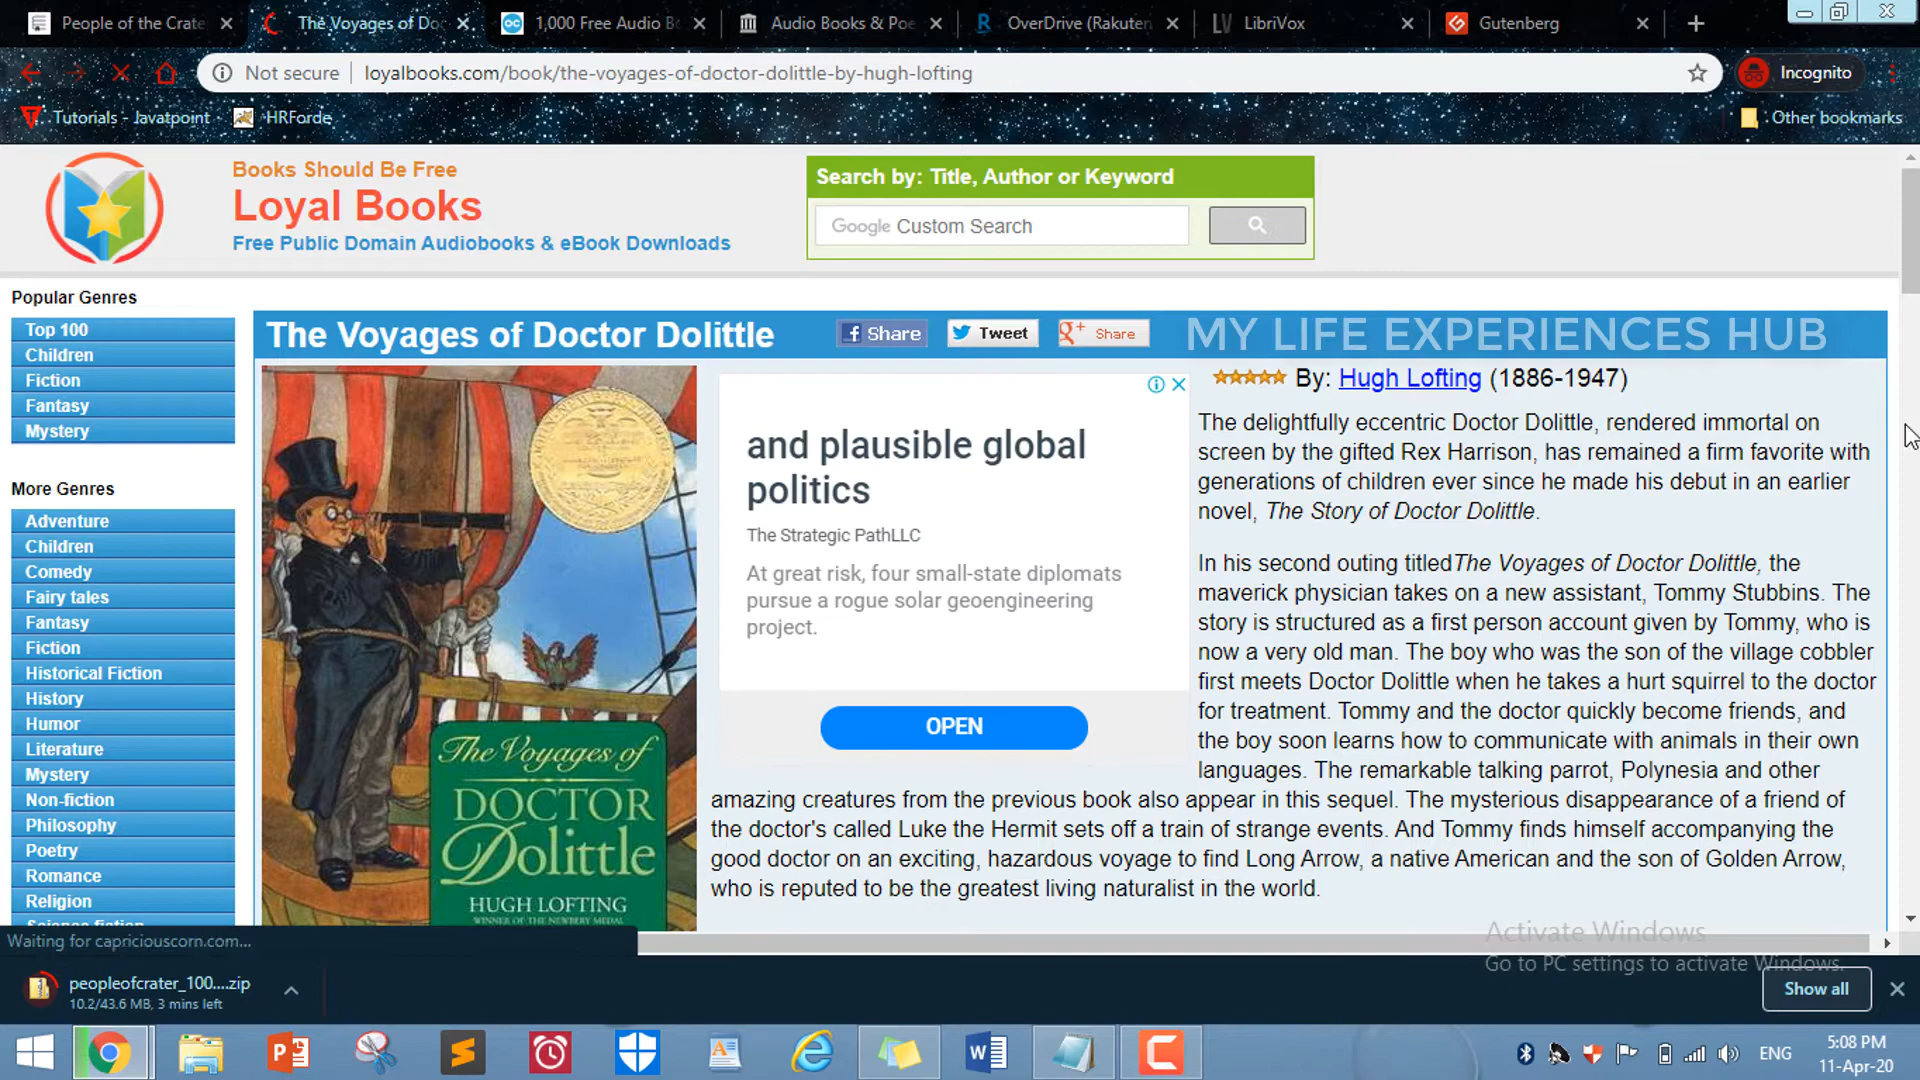 People of the Crate
The Voyages of Do
1,000 Free Audio B
Audio Books & Poe
OverDrive (Rakuten
LibriVox
Gutenberg
Not secure
loyalbooks.com/book/the-voyages-of-doctor-dolittle-by-hugh-lofting
Incognito
Tutorials - Javatpoint
HRForde
Other bookmarks
Books Should Be Free
Loyal Books
Free Public Domain Audiobooks & eBook Downloads
Search by: Title, Author or Keyword
Google Custom Search
Popular Genres
Top 100
Children
Fiction
Fantasy
Mystery
More Genres
Adventure
Children
Comedy
Fairy tales
Fantasy
Fiction
Historical Fiction
History
Humor
Literature
Mystery
Non-fiction
Philosophy
Poetry
Romance
Religion
Science fiction
The Voyages of Doctor Dolittle
Share
Tweet
Share
MY LIFE EXPERIENCES HUB
The Voyages of
DOCTOR
Dolittle
HUGH LOFTING
WINNER OF THE NEWBERY MEDAL
and plausible global
politics
The Strategic PathLLC
At great risk, four small-state diplomats
pursue a rogue solar geoengineering
project.
OPEN
By: Hugh Lofting (1886-1947)
The delightfully eccentric Doctor Dolittle, rendered immortal on
screen by the gifted Rex Harrison, has remained a firm favorite with
generations of children ever since he made his debut in an earlier
novel, The Story of Doctor Dolittle.
In his second outing titledThe Voyages of Doctor Dolittle, the
maverick physician takes on a new assistant, Tommy Stubbins. The
story is structured as a first person account given by Tommy, who is
now a very old man. The boy who was the son of the village cobbler
first meets Doctor Dolittle when he takes a hurt squirrel to the doctor
for treatment. Tommy and the doctor quickly become friends, and
the boy soon learns how to communicate with animals in their own
languages. The remarkable talking parrot, Polynesia and other
amazing creatures from the previous book also appear in this sequel. The mysterious disappearance of a friend of
the doctor's called Luke the Hermit sets off a train of strange events. And Tommy finds himself accompanying the
good doctor on an exciting, hazardous voyage to find Long Arrow, a native American and the son of Golden Arrow,
who is reputed to be the greatest living naturalist in the world.
Waiting for capriciouscorn.com...
Activate Windows
Go to PC settings to activate Windows.
peopleofcrater_100....zip
10.2/43.6 MB, 3 mins left
Show all
ENG
5:08 PM
11-Apr-20